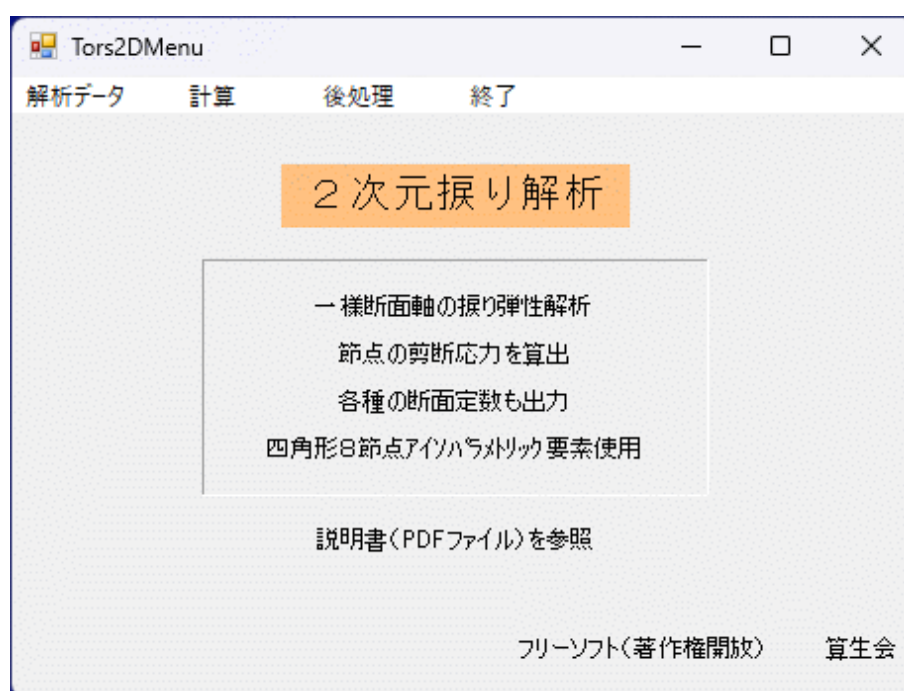 Tors2DMenu
解析データ 計算 後処理 終了
２次元捩り解析
一様断面軸の捩り弾性解析
節点の剪断応力を算出
各種の断面定数も出力
四角形8節点ｱｲｿﾊﾟﾗﾒﾄﾘｯｸ要素使用
説明書(PDFファイル)を参照
フリーソフト(著作権開放) 算生会